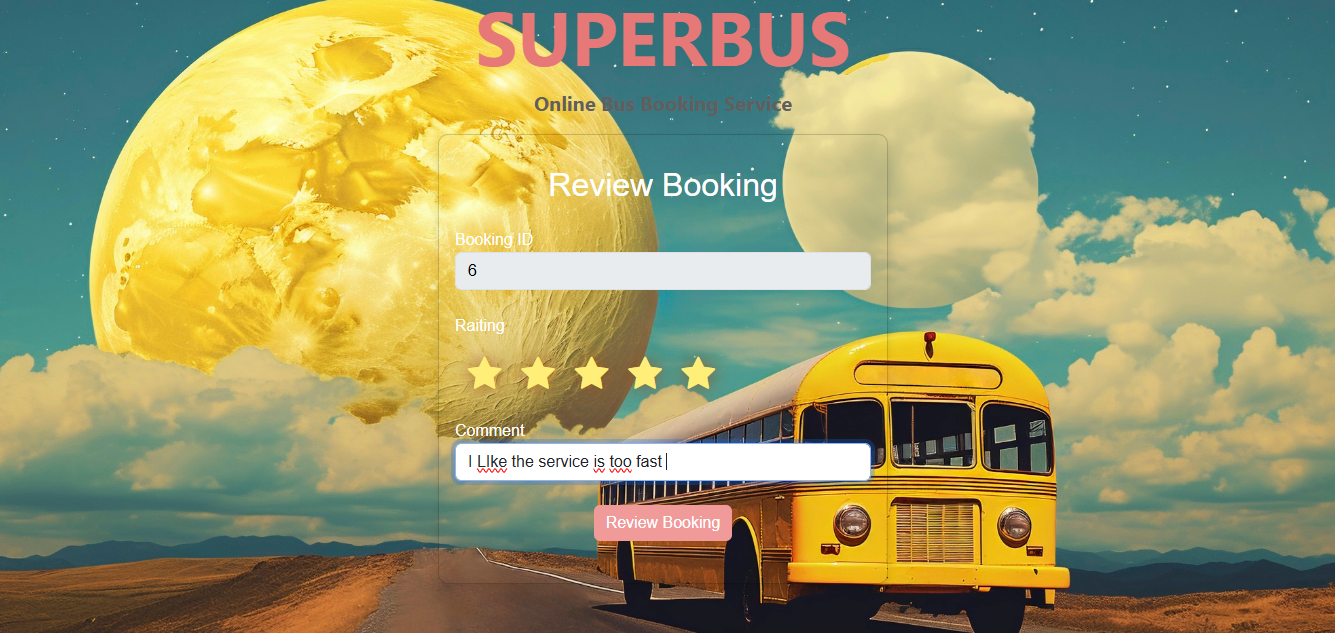 SUPERBUS
Online Bus Booking Service
Review Booking
Booking ID
6
Raiting
Comment
I LIke the service is too fast
Review Booking